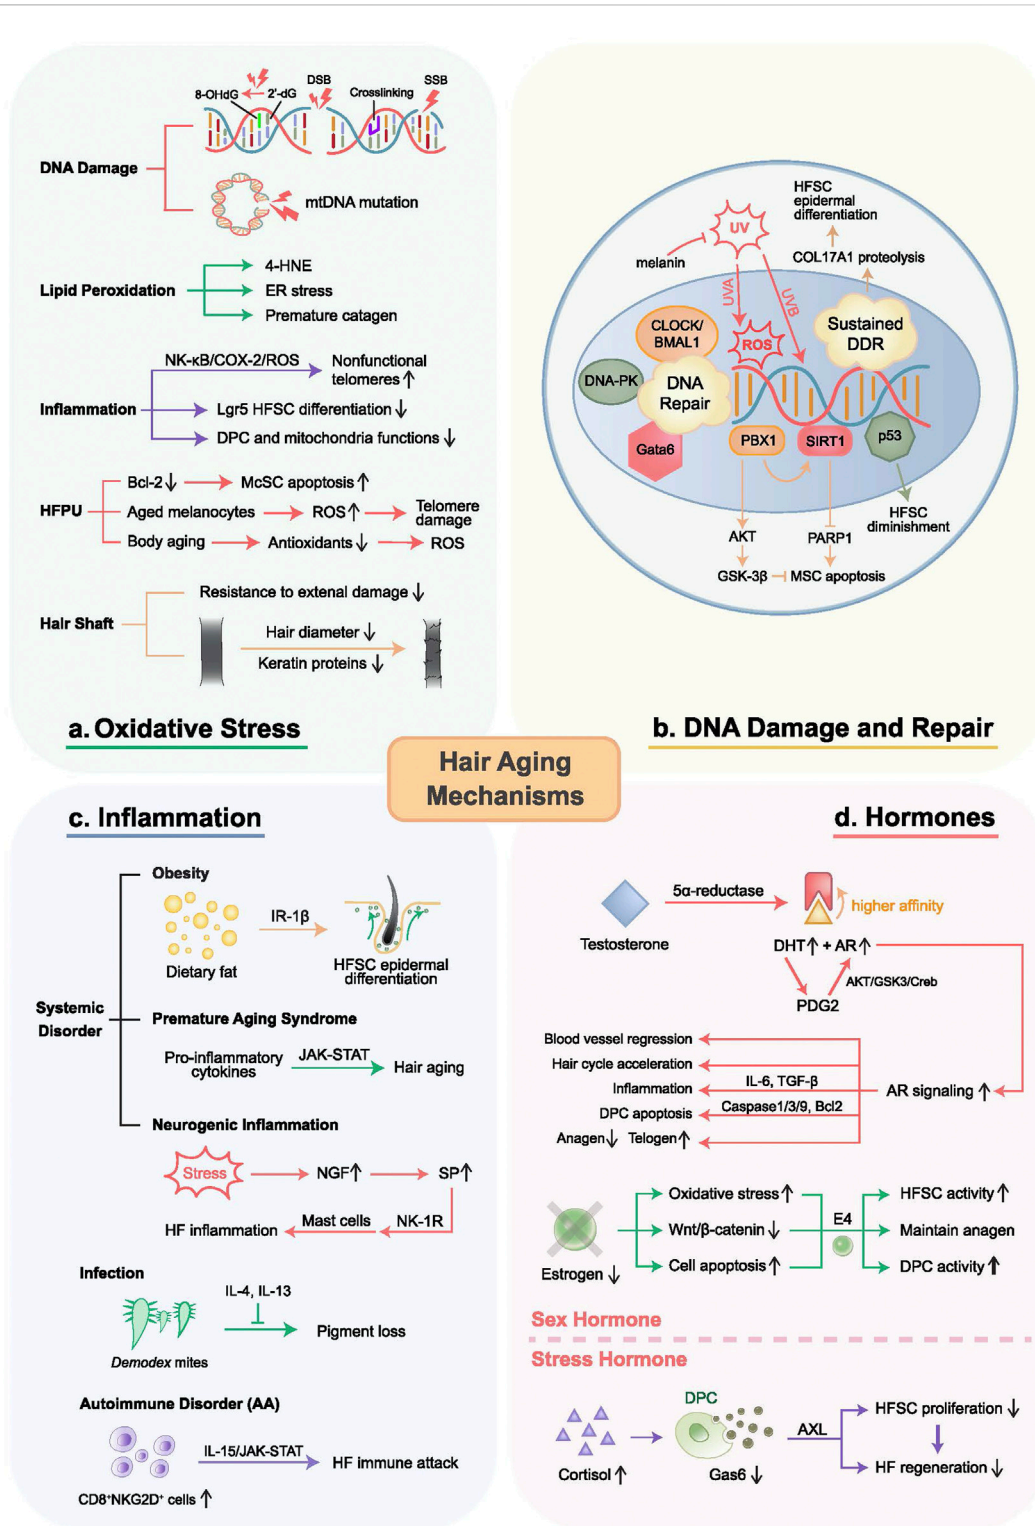 8-OHdG
2'-dG
DSB
Crosslinking
SSB
DNA Damage
mtDNA mutation
Lipid Peroxidation
4-HNE
ER stress
Premature catagen
Inflammation
NK-κB/COX-2/ROS
Nonfunctional
telomeres ↑
Lgr5 HFSC differentiation ↓
DPC and mitochondria functions ↓
HFPU
Bcl-2 ↓
McSC apoptosis ↑
Aged melanocytes
ROS ↑
Telomere
damage
Body aging
Antioxidants ↓
ROS
Hair Shaft
Resistance to extenal damage ↓
Hair diameter ↓
Keratin proteins ↓
a. Oxidative Stress
HFSC
epidermal
differentiation
UV
melanin
COL17A1 proteolysis
UVA
UVB
CLOCK/
BMAL1
ROS
Sustained
DDR
DNA-PK
DNA
Repair
Gata6
PBX1
SIRT1
p53
HFSC
diminishment
AKT
PARP1
GSK-3β
MSC apoptosis
b. DNA Damage and Repair
Hair Aging
Mechanisms
c. Inflammation
Systemic
Disorder
Obesity
Dietary fat
IR-1β
HFSC epidermal
differentiation
Premature Aging Syndrome
Pro-inflammatory
cytokines
JAK-STAT
Hair aging
Neurogenic Inflammation
Stress
NGF ↑
SP ↑
HF inflammation
Mast cells
NK-1R
Infection
IL-4, IL-13
Demodex mites
Pigment loss
Autoimmune Disorder (AA)
IL-15/JAK-STAT
HF immune attack
CD8⁺NKG2D⁺ cells ↑
d. Hormones
Testosterone
5α-reductase
higher affinity
DHT ↑ + AR ↑
AKT/GSK3/Creb
PDG2
Blood vessel regression
Hair cycle acceleration
Inflammation
IL-6, TGF-β
AR signaling ↑
DPC apoptosis
Caspase1/3/9, Bcl2
Anagen ↓ Telogen ↑
Estrogen ↓
Oxidative stress ↑
Wnt/β-catenin ↓
Cell apoptosis ↑
E4
HFSC activity ↑
Maintain anagen
DPC activity ↑
Sex Hormone
Stress Hormone
Cortisol ↑
DPC
Gas6 ↓
AXL
HFSC proliferation ↓
HF regeneration ↓